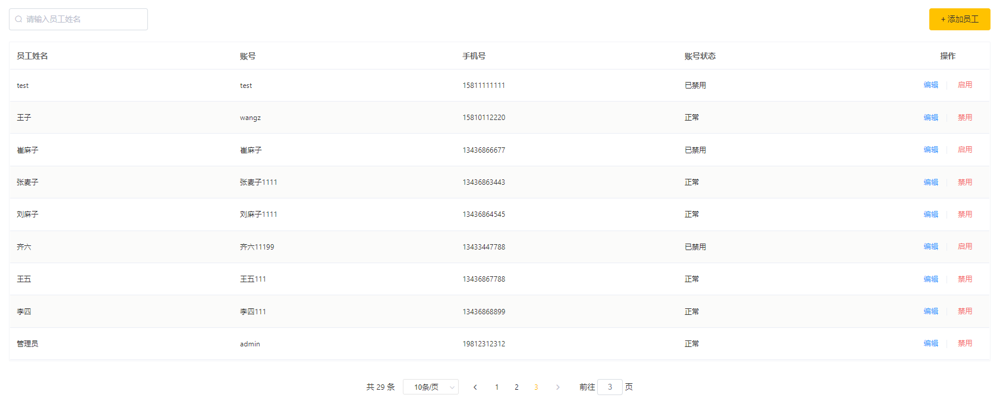 请输入员工姓名 + 添加员工
员工姓名 账号 手机号 账号状态 操作
test test 15811111111 已禁用 编辑 启用
王子 wangz 15810112220 正常 编辑 禁用
崔麻子 崔麻子 13436866677 已禁用 编辑 启用
张麦子 张麦子1111 13436863443 正常 编辑 禁用
刘麻子 刘麻子1111 13436864545 正常 编辑 禁用
齐六 齐六11199 13433447788 已禁用 编辑 启用
王五 王五111 13436867788 正常 编辑 禁用
李四 李四111 13436868899 正常 编辑 禁用
管理员 admin 19812312312 正常 编辑 禁用
共 29 条 10条/页 1 2 3 前往 3 页